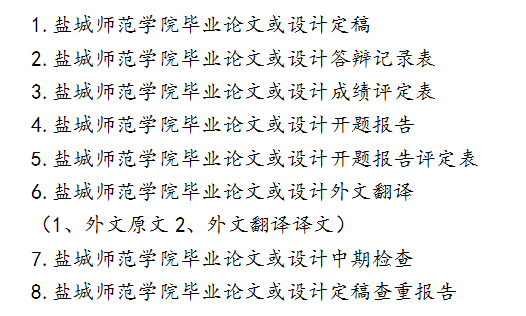 1.盐城师范学院毕业论文或设计定稿
2.盐城师范学院毕业论文或设计答辩记录表
3.盐城师范学院毕业论文或设计成绩评定表
4.盐城师范学院毕业论文或设计开题报告
5.盐城师范学院毕业论文或设计开题报告评定表
6.盐城师范学院毕业论文或设计外文翻译
（1、外文原文 2、外文翻译译文）
7.盐城师范学院毕业论文或设计中期检查
8.盐城师范学院毕业论文或设计定稿查重报告